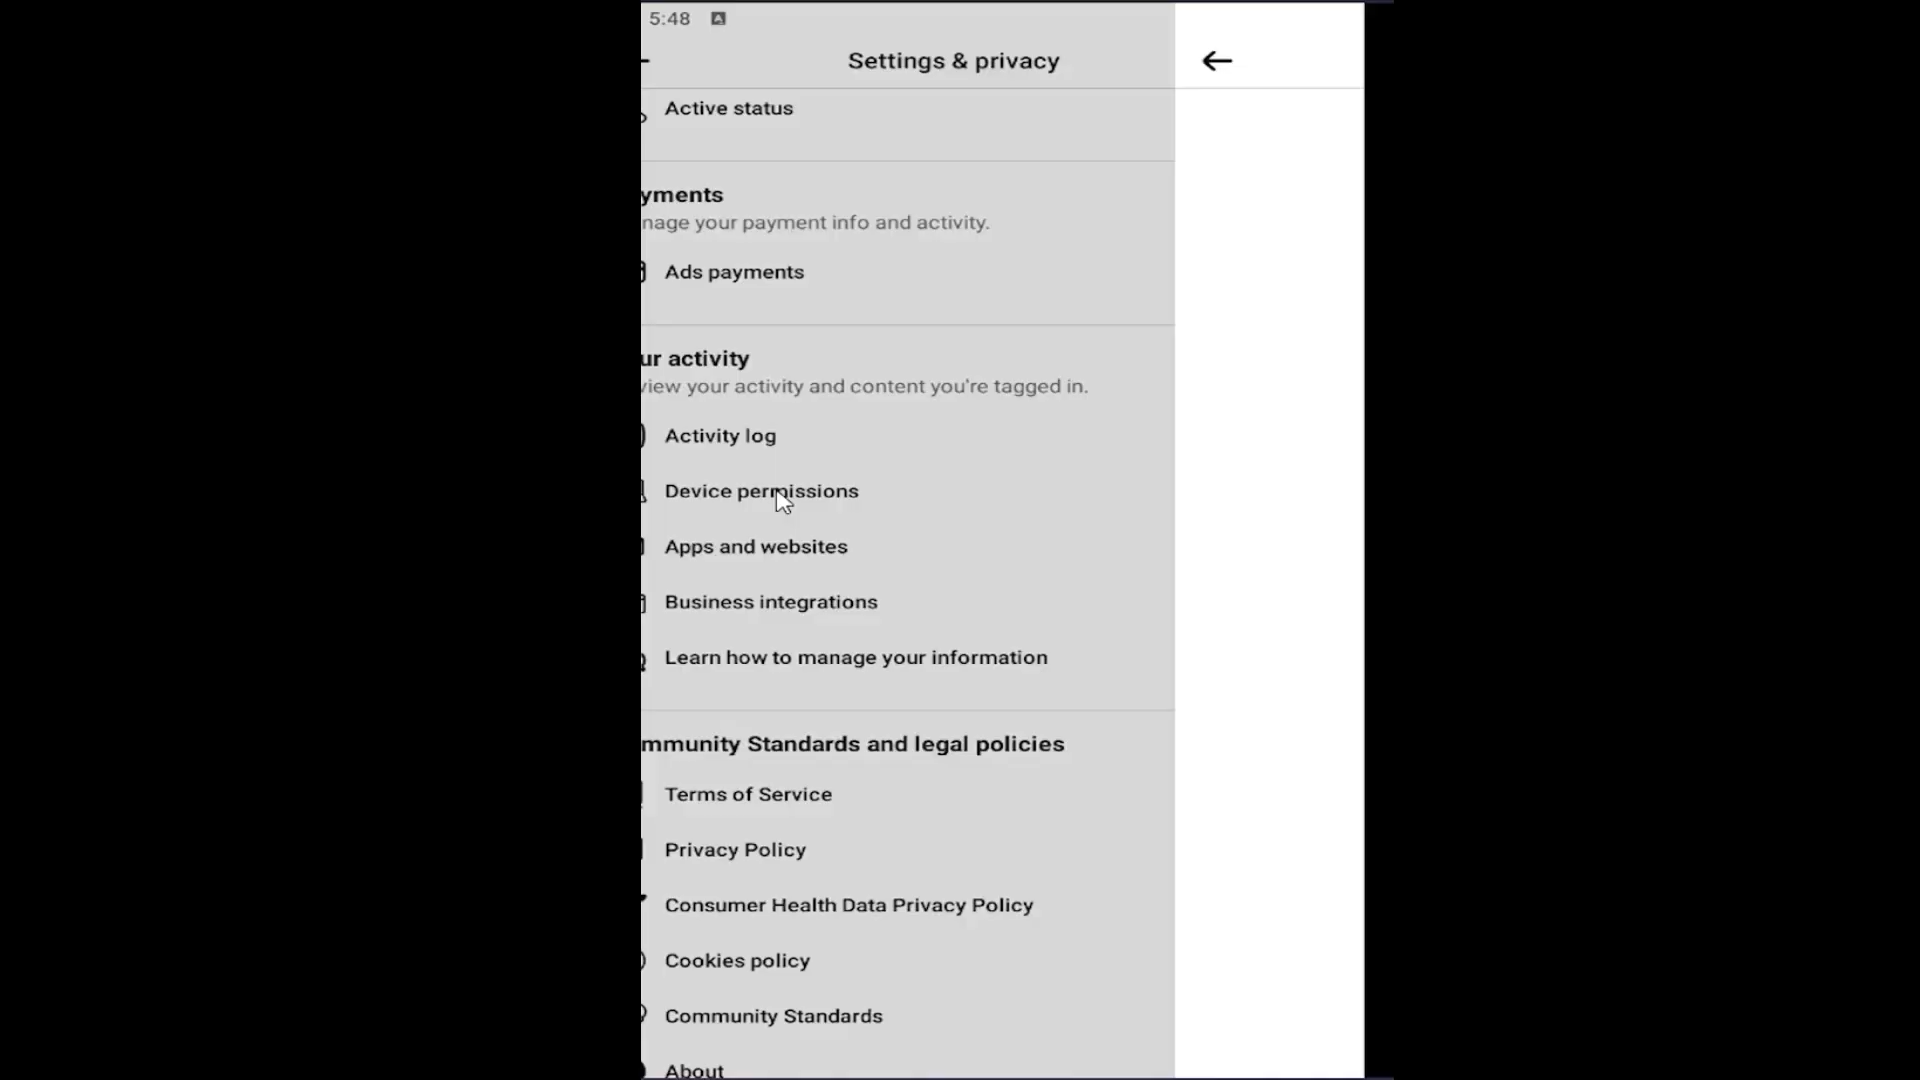 5:48
Settings & privacy
Active status
yments
nage your payment info and activity.
Ads payments
ur activity
view your activity and content you're tagged in.
Activity log
Device permissions
Apps and websites
Business integrations
Learn how to manage your information
mmunity Standards and legal policies
Terms of Service
Privacy Policy
Consumer Health Data Privacy Policy
Cookies policy
Community Standards
About